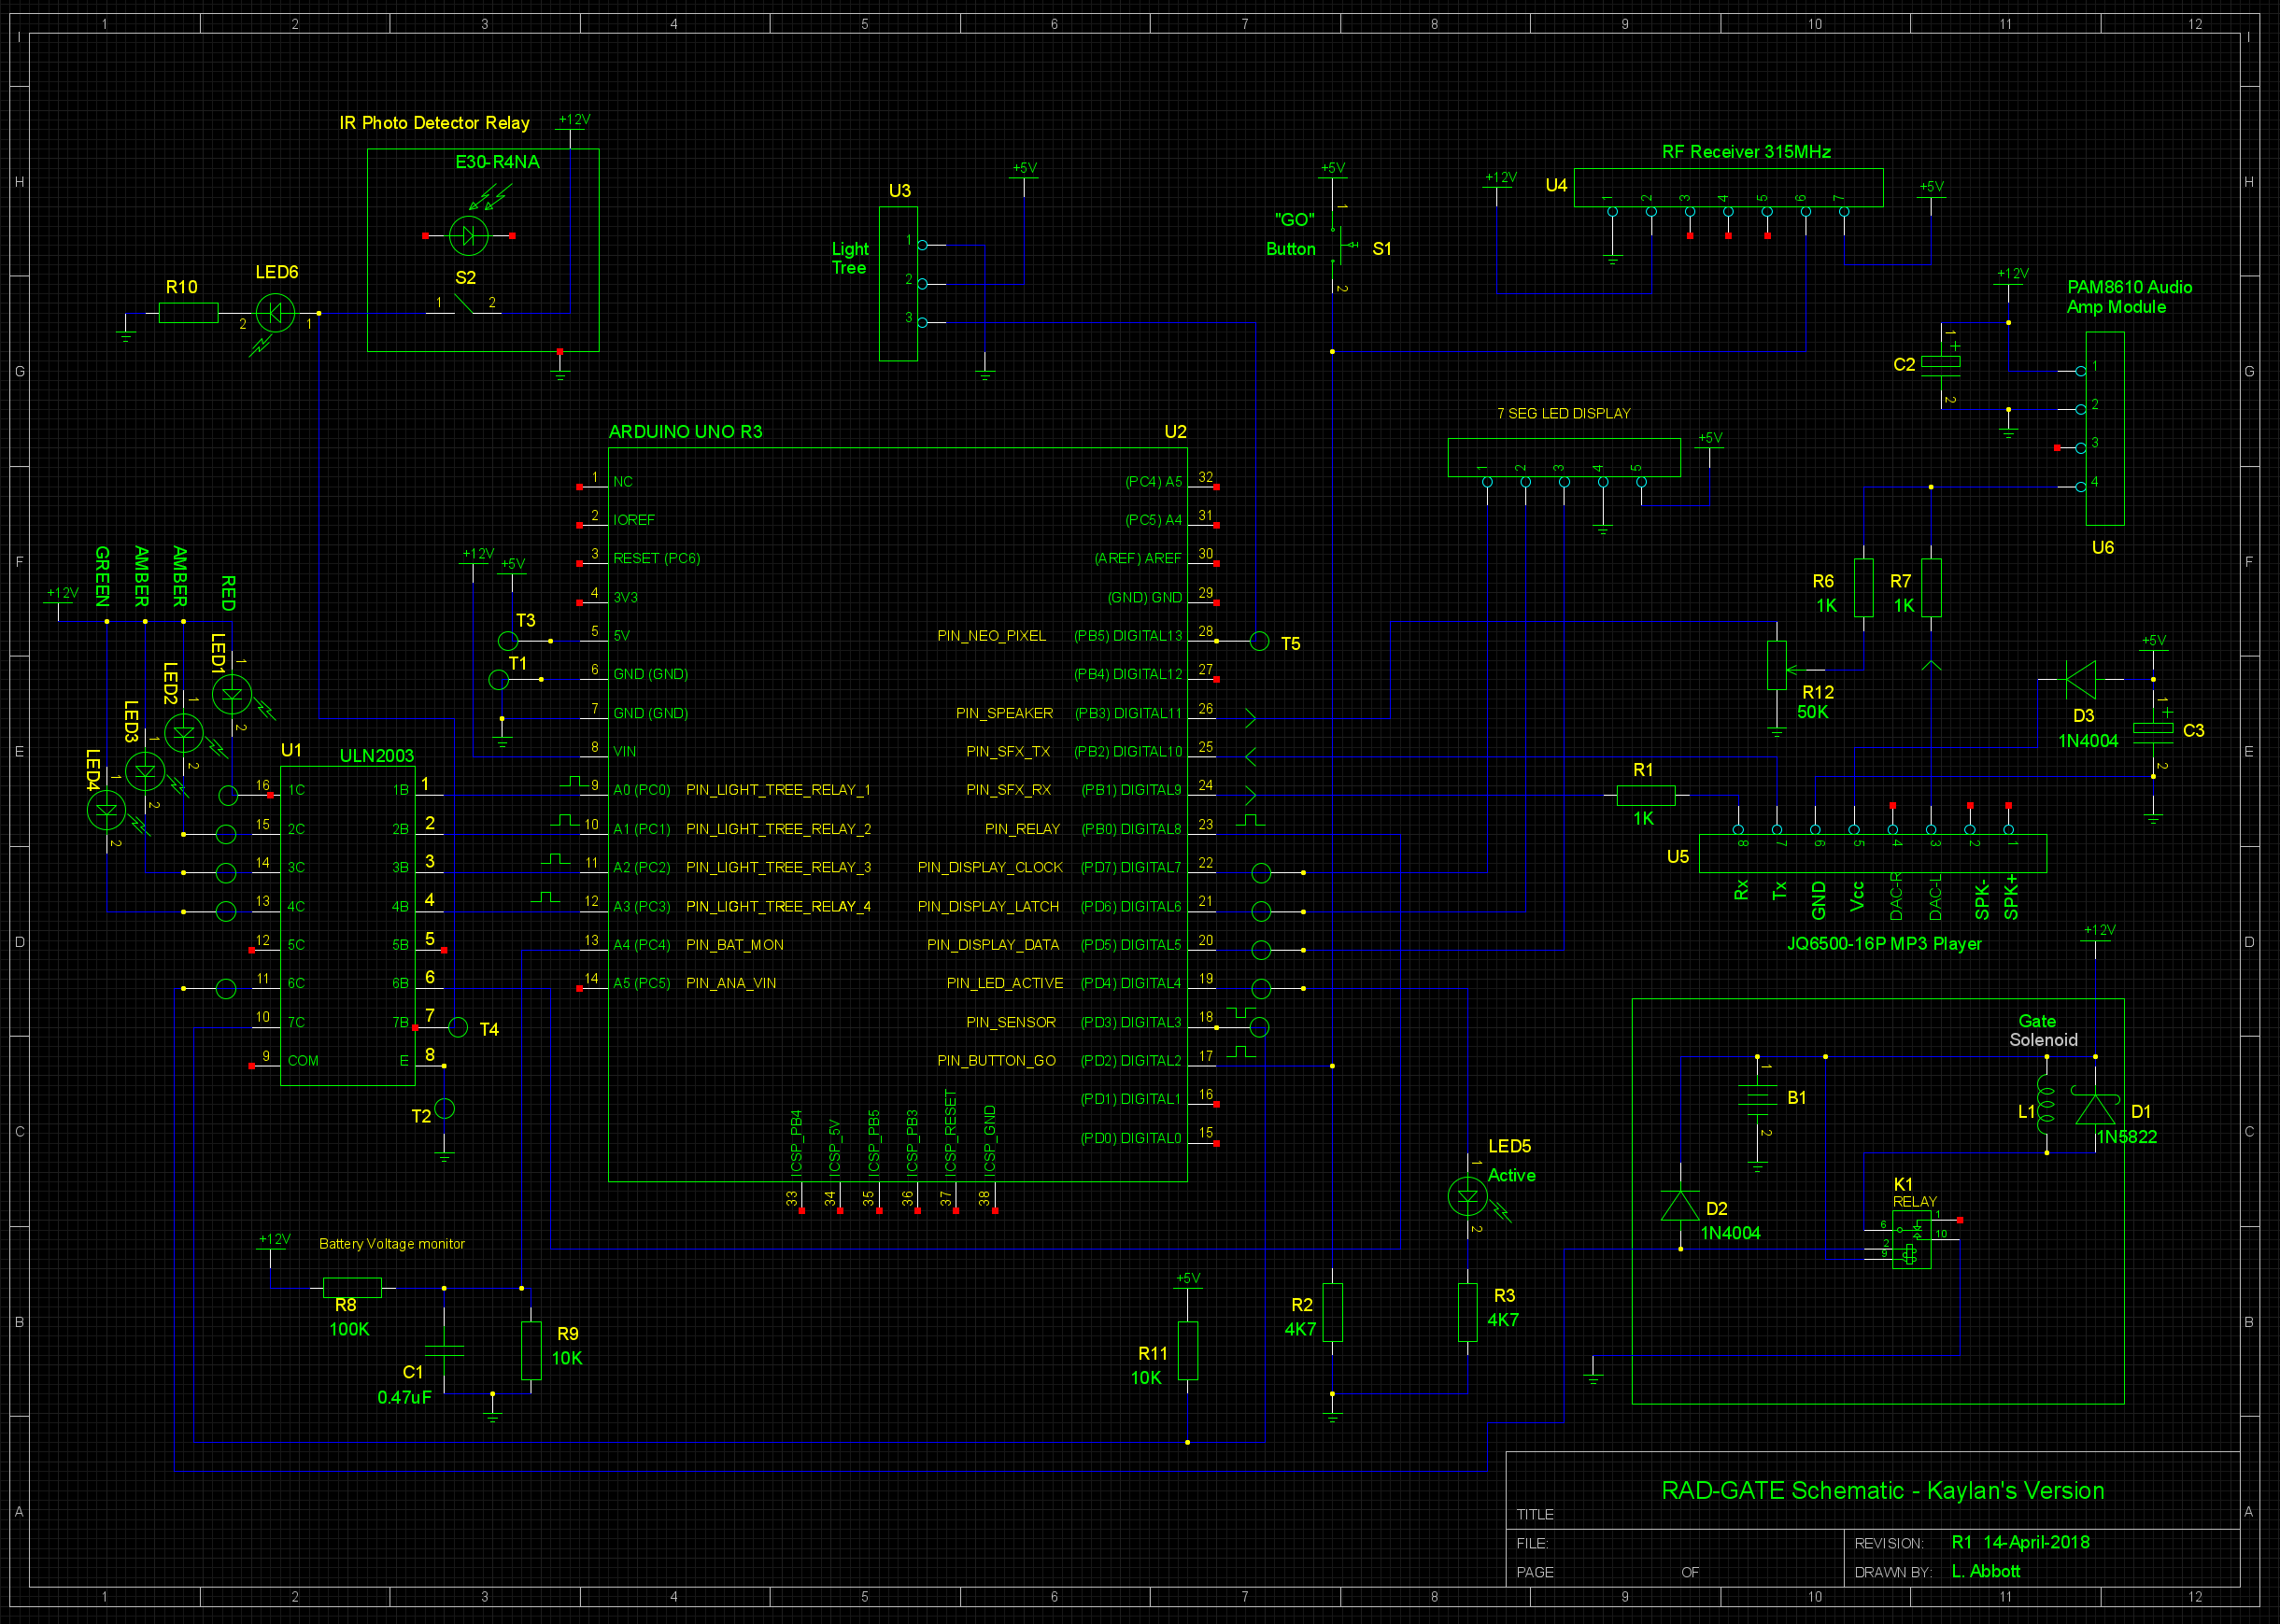 1 2 3 4 5 6 7 8 9 10 11 12
I I
H H
G G
F F
E E
D D
C C
B B
A A
IR Photo Detector Relay
+12V
E30-R4NA
S2
1 2
LED6
R10
2 1
U3
Light
Tree
1
2
3
+5V
+5V
"GO"
Button
S1
1
2
RF Receiver 315MHz
U4
+12V
+5V
1 2 3 4 5 6 7
+12V
PAM8610 Audio
Amp Module
C2
1
+
2
1
2
3
4
U6
7 SEG LED DISPLAY
+5V
1 2 3 4 5
R6
1K
R7
1K
R12
50K
D3
1N4004
+5V
1
+
C3
2
R1
1K
U5
8 7 6 5 4 3 2 1
Rx
Tx
GND
Vcc
DAC-R
DAC-L
SPK-
SPK+
JQ6500-16P MP3 Player
+12V
ARDUINO UNO R3
U2
1 NC
2 IOREF
3 RESET (PC6)
4 3V3
5 5V
6 GND (GND)
7 GND (GND)
8 VIN
9 A0 (PC0) PIN_LIGHT_TREE_RELAY_1
10 A1 (PC1) PIN_LIGHT_TREE_RELAY_2
11 A2 (PC2) PIN_LIGHT_TREE_RELAY_3
12 A3 (PC3) PIN_LIGHT_TREE_RELAY_4
13 A4 (PC4) PIN_BAT_MON
14 A5 (PC5) PIN_ANA_VIN
(PC4) A5 32
(PC5) A4 31
(AREF) AREF 30
(GND) GND 29
PIN_NEO_PIXEL (PB5) DIGITAL13 28
(PB4) DIGITAL12 27
PIN_SPEAKER (PB3) DIGITAL11 26
PIN_SFX_TX (PB2) DIGITAL10 25
PIN_SFX_RX (PB1) DIGITAL9 24
PIN_RELAY (PB0) DIGITAL8 23
PIN_DISPLAY_CLOCK (PD7) DIGITAL7 22
PIN_DISPLAY_LATCH (PD6) DIGITAL6 21
PIN_DISPLAY_DATA (PD5) DIGITAL5 20
PIN_LED_ACTIVE (PD4) DIGITAL4 19
PIN_SENSOR (PD3) DIGITAL3 18
PIN_BUTTON_GO (PD2) DIGITAL2 17
(PD1) DIGITAL1 16
(PD0) DIGITAL0 15
ICSP_PB4
ICSP_5V
ICSP_PB5
ICSP_PB3
ICSP_RESET
ICSP_GND
33 34 35 36 37 38
T5
+12V
+5V
T3
T1
+12V
GREEN
AMBER
AMBER
RED
LED1
1
2
LED2
1
2
LED3
1
2
LED4
1
2
U1
ULN2003
16 1C 1B 1
15 2C 2B 2
14 3C 3B 3
13 4C 4B 4
12 5C 5B 5
11 6C 6B 6
10 7C 7B 7
9 COM E 8
T4
T2
+12V
Battery Voltage monitor
R8
100K
C1
0.47uF
R9
10K
+5V
R11
10K
R2
4K7
R3
4K7
LED5
Active
1
2
Gate
Solenoid
B1
1
2
L1
D1
1N5822
D2
1N4004
K1
RELAY
6
2
9
1
10
RAD-GATE Schematic - Kaylan's Version
TITLE
FILE:
REVISION: R1 14-April-2018
PAGE OF
DRAWN BY: L. Abbott